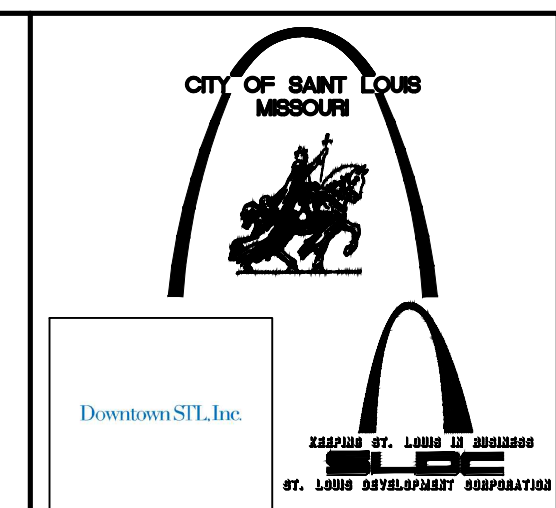 CITY OF SAINT LOUIS
MISSOURI
Downtown STL, Inc.
KEEPING ST. LOUIS IN BUSINESS
SLDC
ST. LOUIS DEVELOPMENT CORPORATION